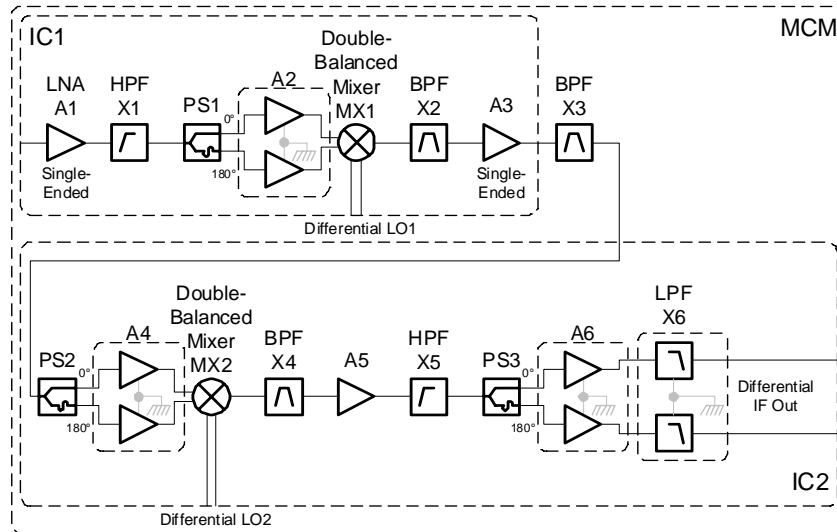 IC1
MCM
LNA
A1
HPF
X1
PS1
0°
180°
A2
Double-
Balanced
Mixer
MX1
BPF
X2
A3
BPF
X3
Single-
Ended
Single-
Ended
Differential LO1
PS2
0°
180°
A4
Double-
Balanced
Mixer
MX2
BPF
X4
A5
HPF
X5
PS3
0°
180°
A6
LPF
X6
Differential
IF Out
IC2
Differential LO2